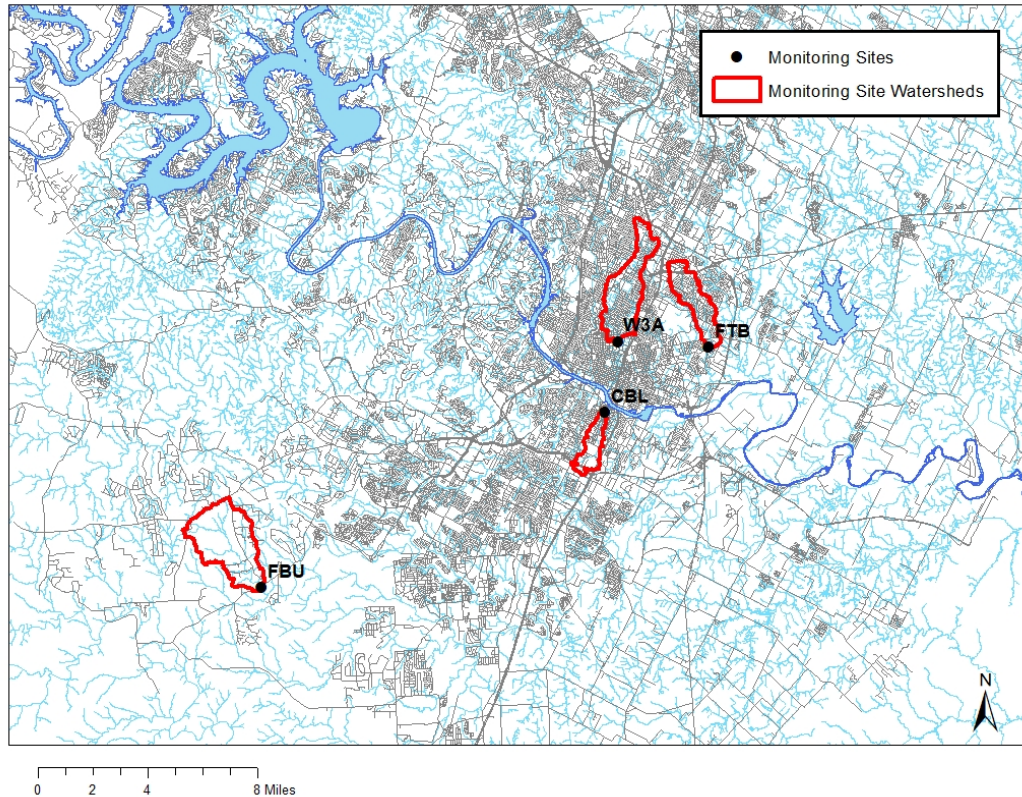 Monitoring Sites
Monitoring Site Watersheds
W3A
FTB
CBL
FBU
N
0 2 4 8 Miles